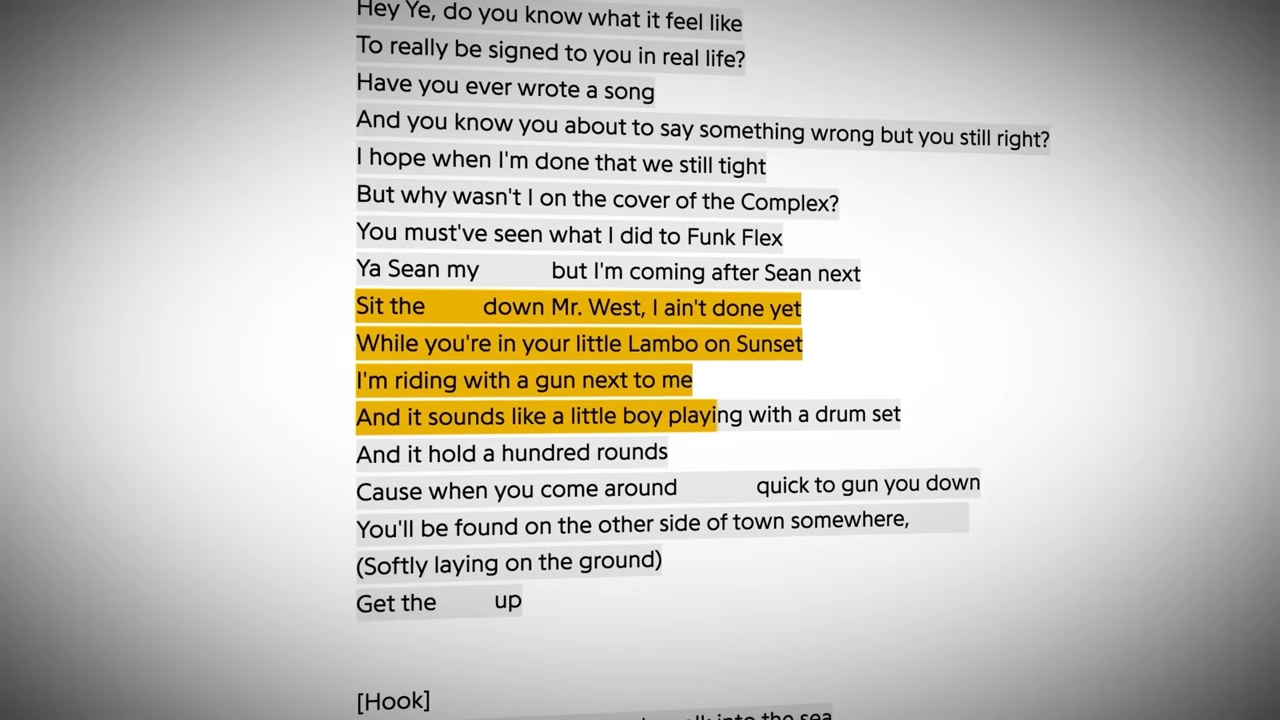 Hey Ye, do you know what it feel like
To really be signed to you in real life?
Have you ever wrote a song
And you know you about to say something wrong but you still right?
I hope when I'm done that we still tight
But why wasn't I on the cover of the Complex?
You must've seen what I did to Funk Flex
Ya Sean my but I'm coming after Sean next
Sit the down Mr. West, I ain't done yet
While you're in your little Lambo on Sunset
I'm riding with a gun next to me
And it sounds like a little boy playing with a drum set
And it hold a hundred rounds
Cause when you come around quick to gun you down
You'll be found on the other side of town somewhere,
(Softly laying on the ground)
Get the up
[Hook]
into the sea